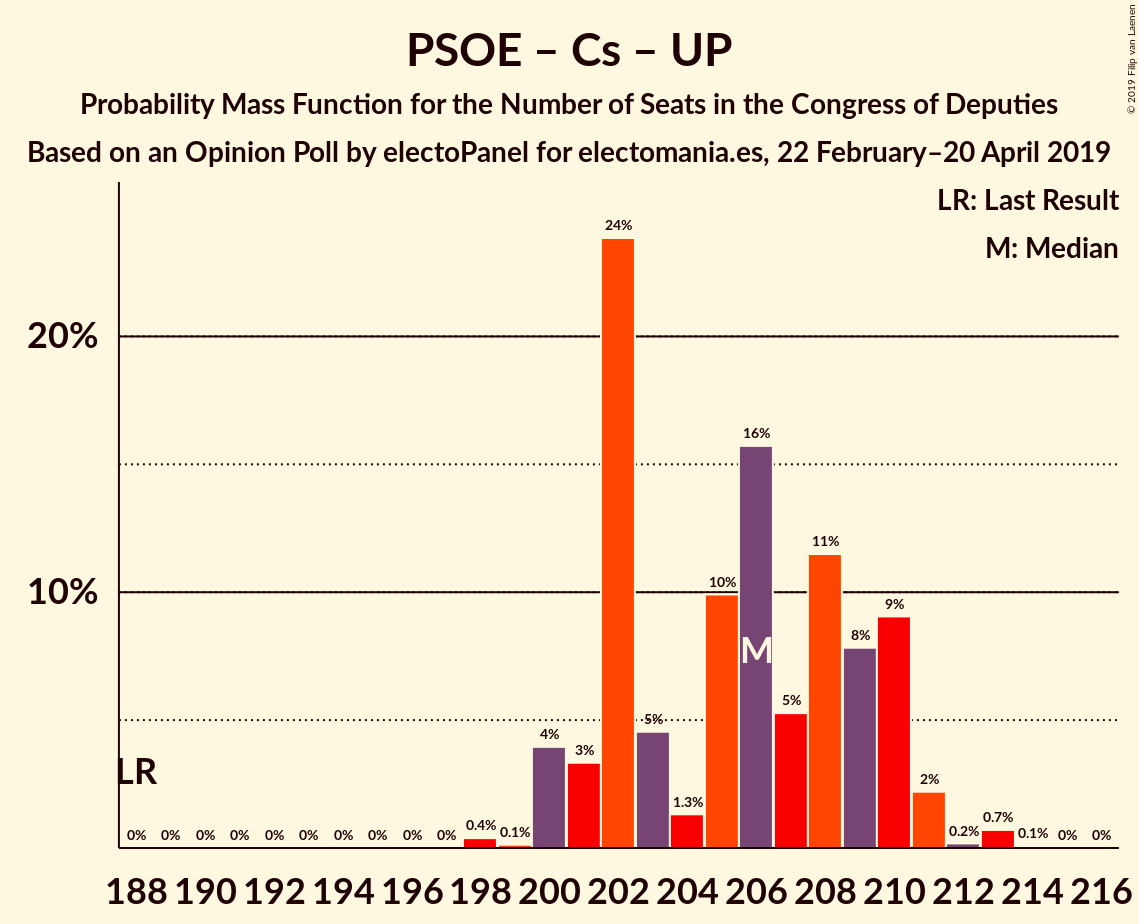 PSOE – Cs – UP
Probability Mass Function for the Number of Seats in the Congress of Deputies
Based on an Opinion Poll by electoPanel for electomania.es, 22 February–20 April 2019
© 2019 Filip van Laenen
LR: Last Result
M: Median
24%
20%
16%
11%
10%
10%
9%
8%
5%
5%
4%
3%
M
LR
2%
1.3%
0% 0% 0% 0% 0% 0% 0% 0% 0% 0% 0.4% 0.1% 0.2% 0.7% 0.1% 0% 0%
188 190 192 194 196 198 200 202 204 206 208 210 212 214 216